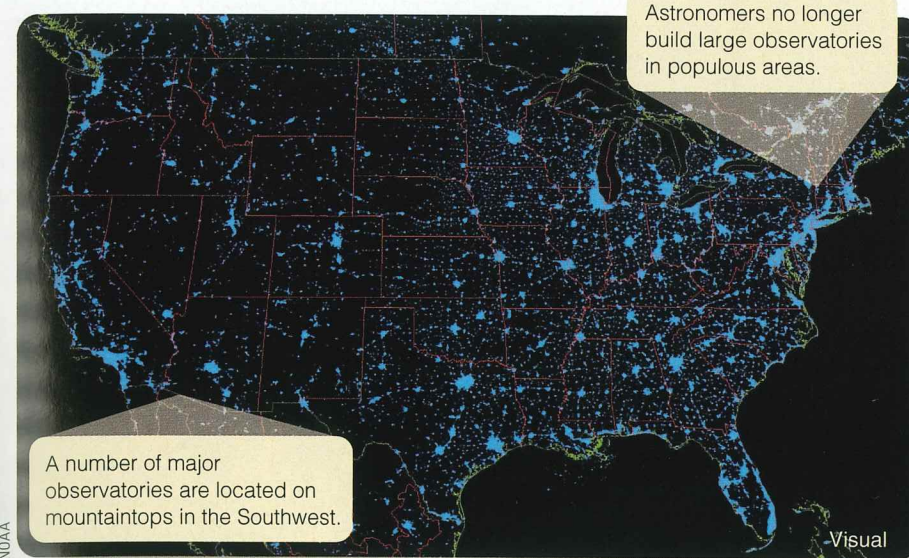 Astronomers no longer
build large observatories
in populous areas.
A number of major
observatories are located on
mountaintops in the Southwest.
NOAA
Visual